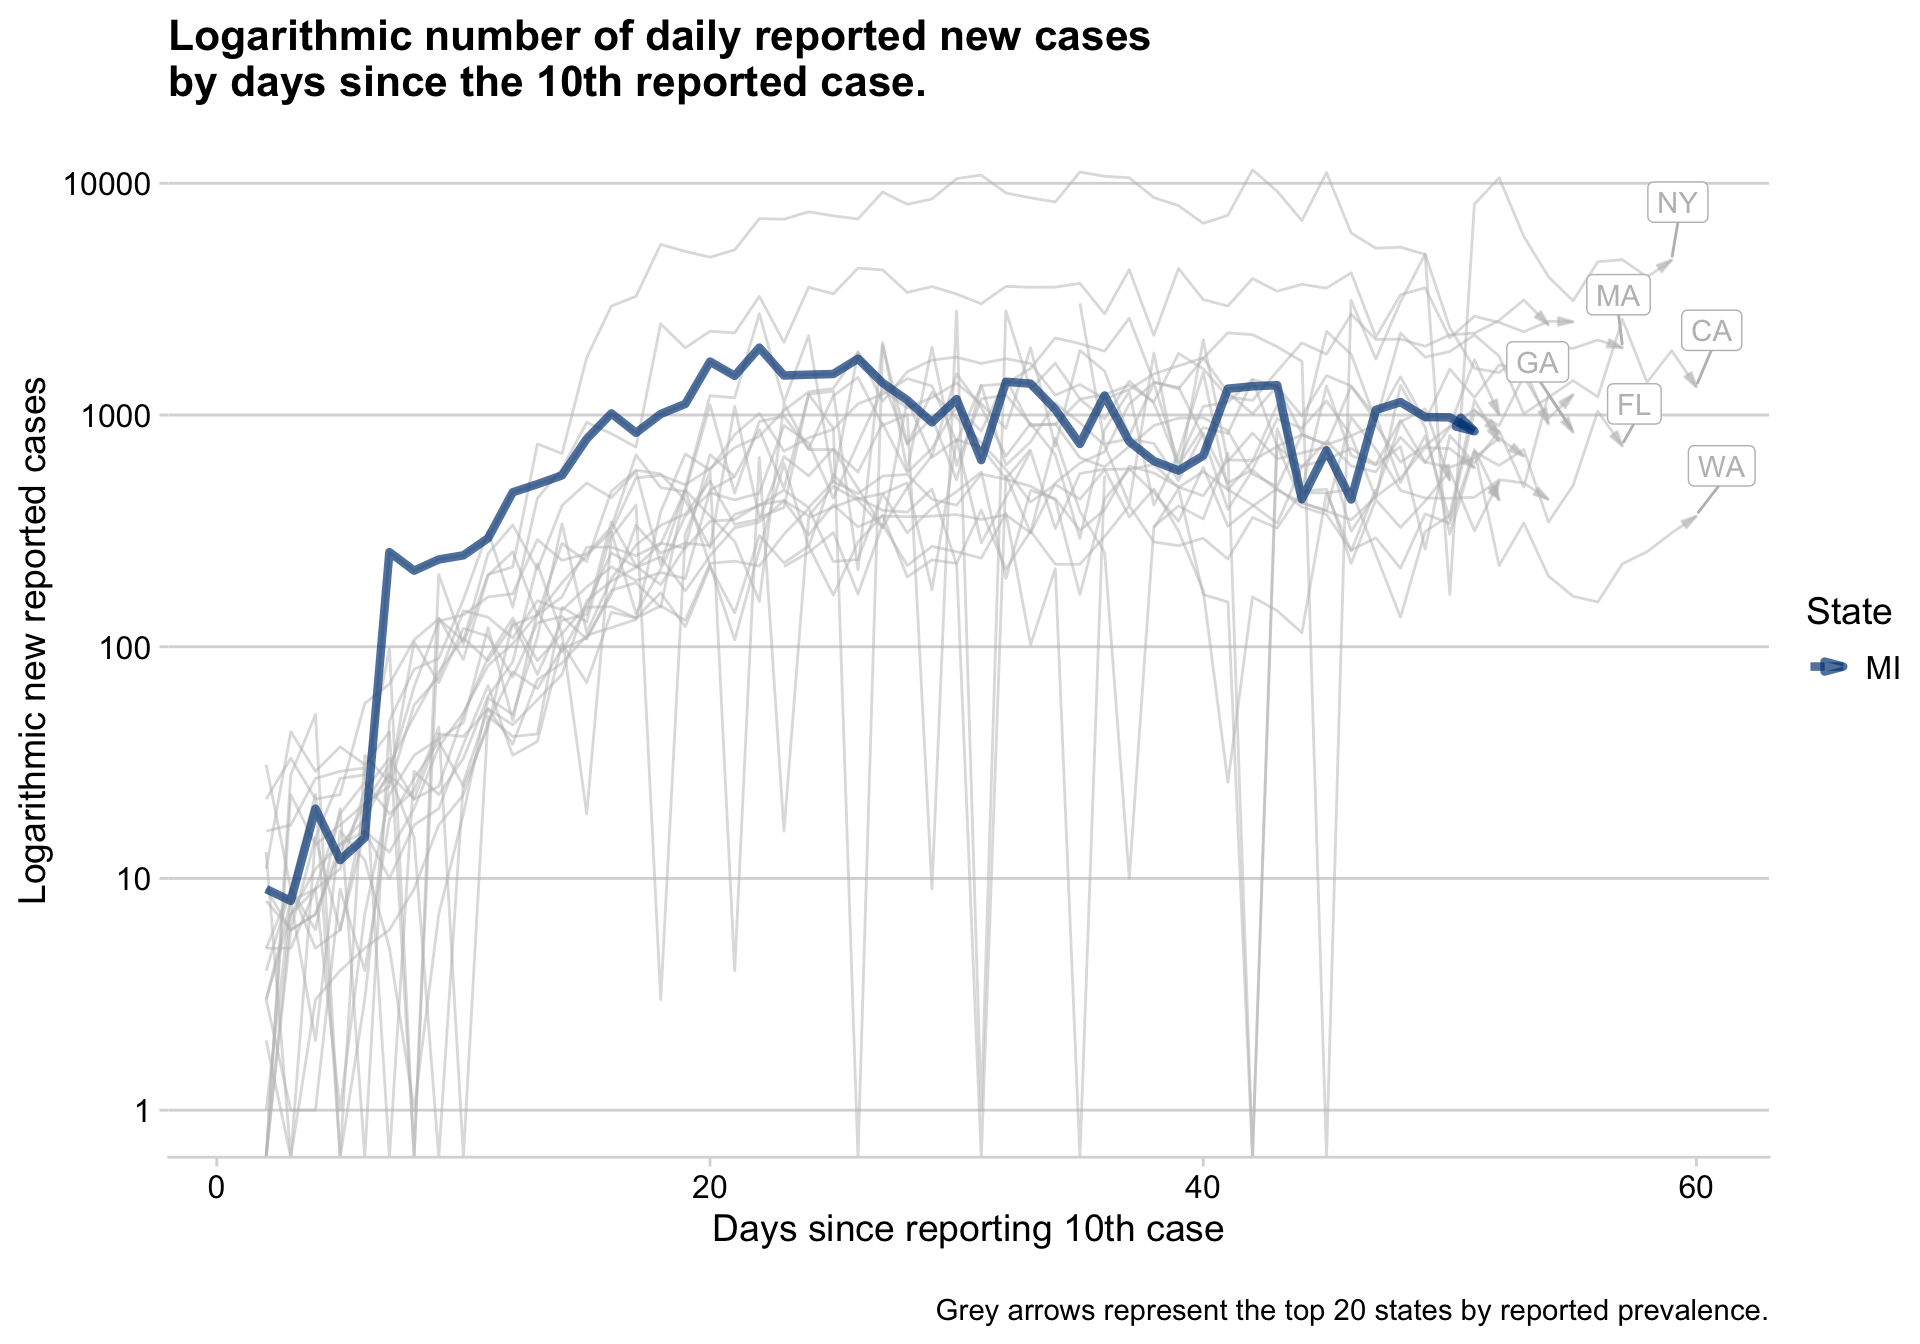 Logarithmic number of daily reported new cases
by days since the 10th reported case.
Logarithmic new reported cases
10000
1000
100
10
1
NY
MA
CA
GA
FL
WA
State
MI
0
20
40
60
Days since reporting 10th case
Grey arrows represent the top 20 states by reported prevalence.